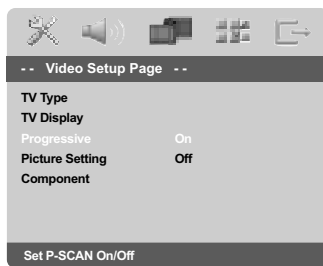 -- Video Setup Page --
TV Type
TV Display
Progressive On
Picture Setting Off
Component
Set P-SCAN On/Off